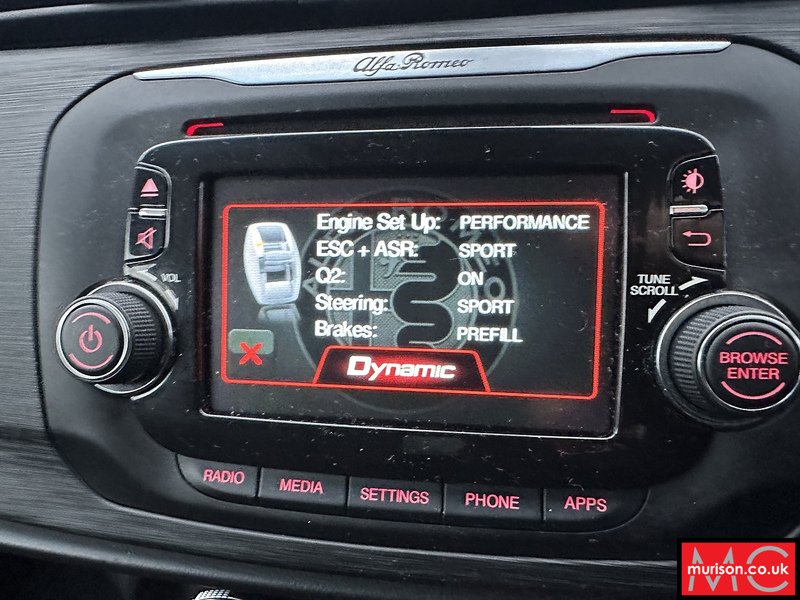 Alfa Romeo
Engine Set Up: PERFORMANCE
ESC + ASR: SPORT
Q2: ON
Steering: SPORT
Brakes: PREFILL
Dynamic
VOL
TUNE
SCROLL
BROWSE
ENTER
RADIO
MEDIA
SETTINGS
PHONE
APPS
MC
murison.co.uk